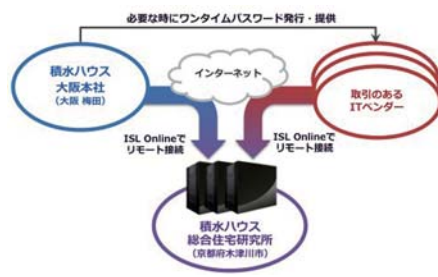 必要な時にワンタイムパスワード発行・提供
積水ハウス
大阪本社
(大阪 梅田)
インターネット
取引のある
ITベンダー
ISL Onlineで
リモート接続
ISL Onlineで
リモート接続
積水ハウス
総合住宅研究所
(京都府木津川市)